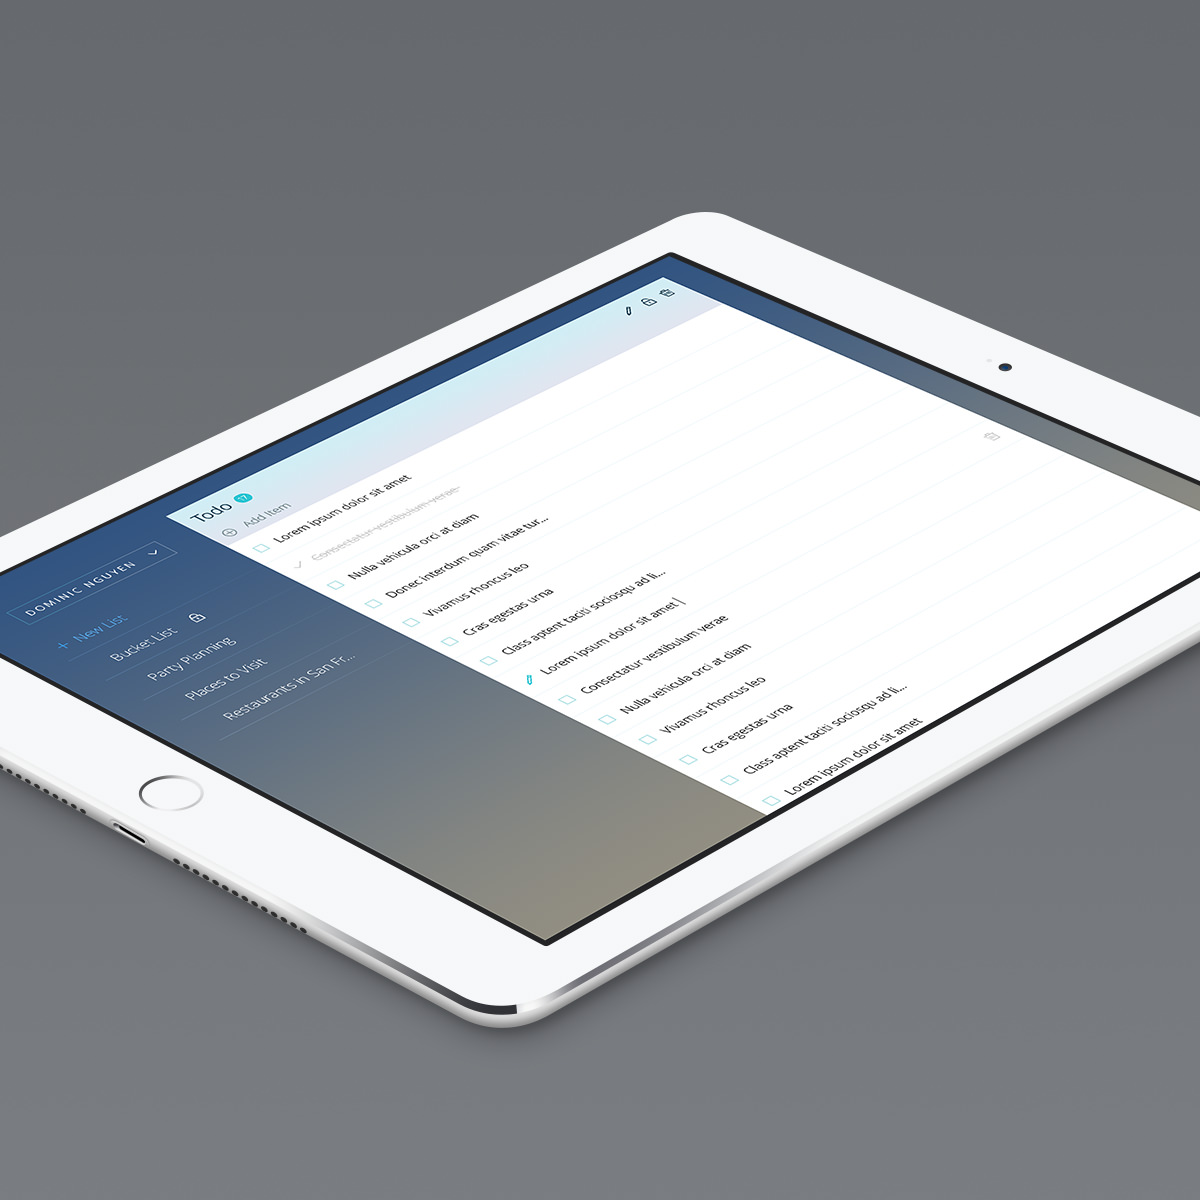 DOMINIC NGUYEN
New List
Bucket List
Party Planning
Places to Visit
Restaurants in San Fr...
Todo 17
Add Item
Lorem ipsum dolor sit amet
Consectatur vestibulum verae
Nulla vehicula orci at diam
Donec interdum quam vitae tur...
Vivamus rhoncus leo
Cras egestas urna
Class aptent taciti sociosqu ad li...
Lorem ipsum dolor sit amet
Consectatur vestibulum verae
Nulla vehicula orci at diam
Vivamus rhoncus leo
Cras egestas urna
Class aptent taciti sociosqu ad li...
Lorem ipsum dolor sit amet